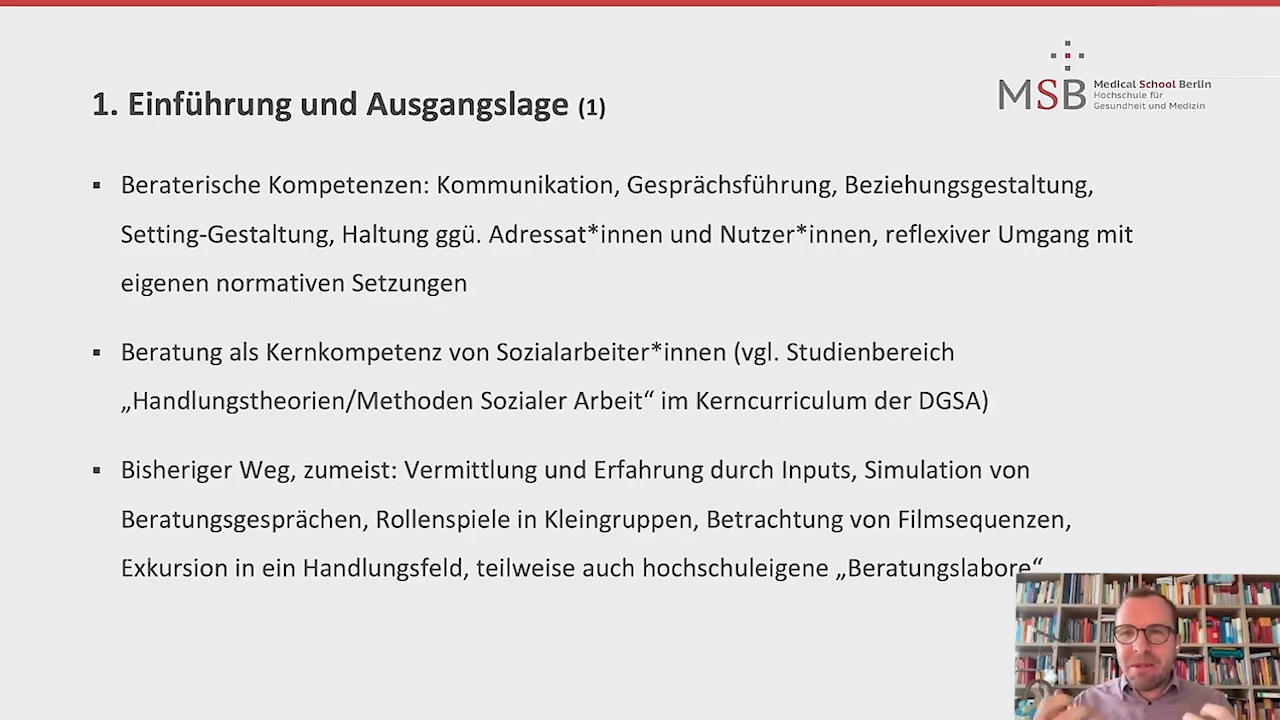 MSB Medical School Berlin
Hochschule für
Gesundheit und Medizin
1. Einführung und Ausgangslage (1)
▪ Beraterische Kompetenzen: Kommunikation, Gesprächsführung, Beziehungsgestaltung,
Setting-Gestaltung, Haltung ggü. Adressat*innen und Nutzer*innen, reflexiver Umgang mit
eigenen normativen Setzungen
▪ Beratung als Kernkompetenz von Sozialarbeiter*innen (vgl. Studienbereich
„Handlungstheorien/Methoden Sozialer Arbeit“ im Kerncurriculum der DGSA)
▪ Bisheriger Weg, zumeist: Vermittlung und Erfahrung durch Inputs, Simulation von
Beratungsgesprächen, Rollenspiele in Kleingruppen, Betrachtung von Filmsequenzen,
Exkursion in ein Handlungsfeld, teilweise auch hochschuleigene „Beratungslabore“